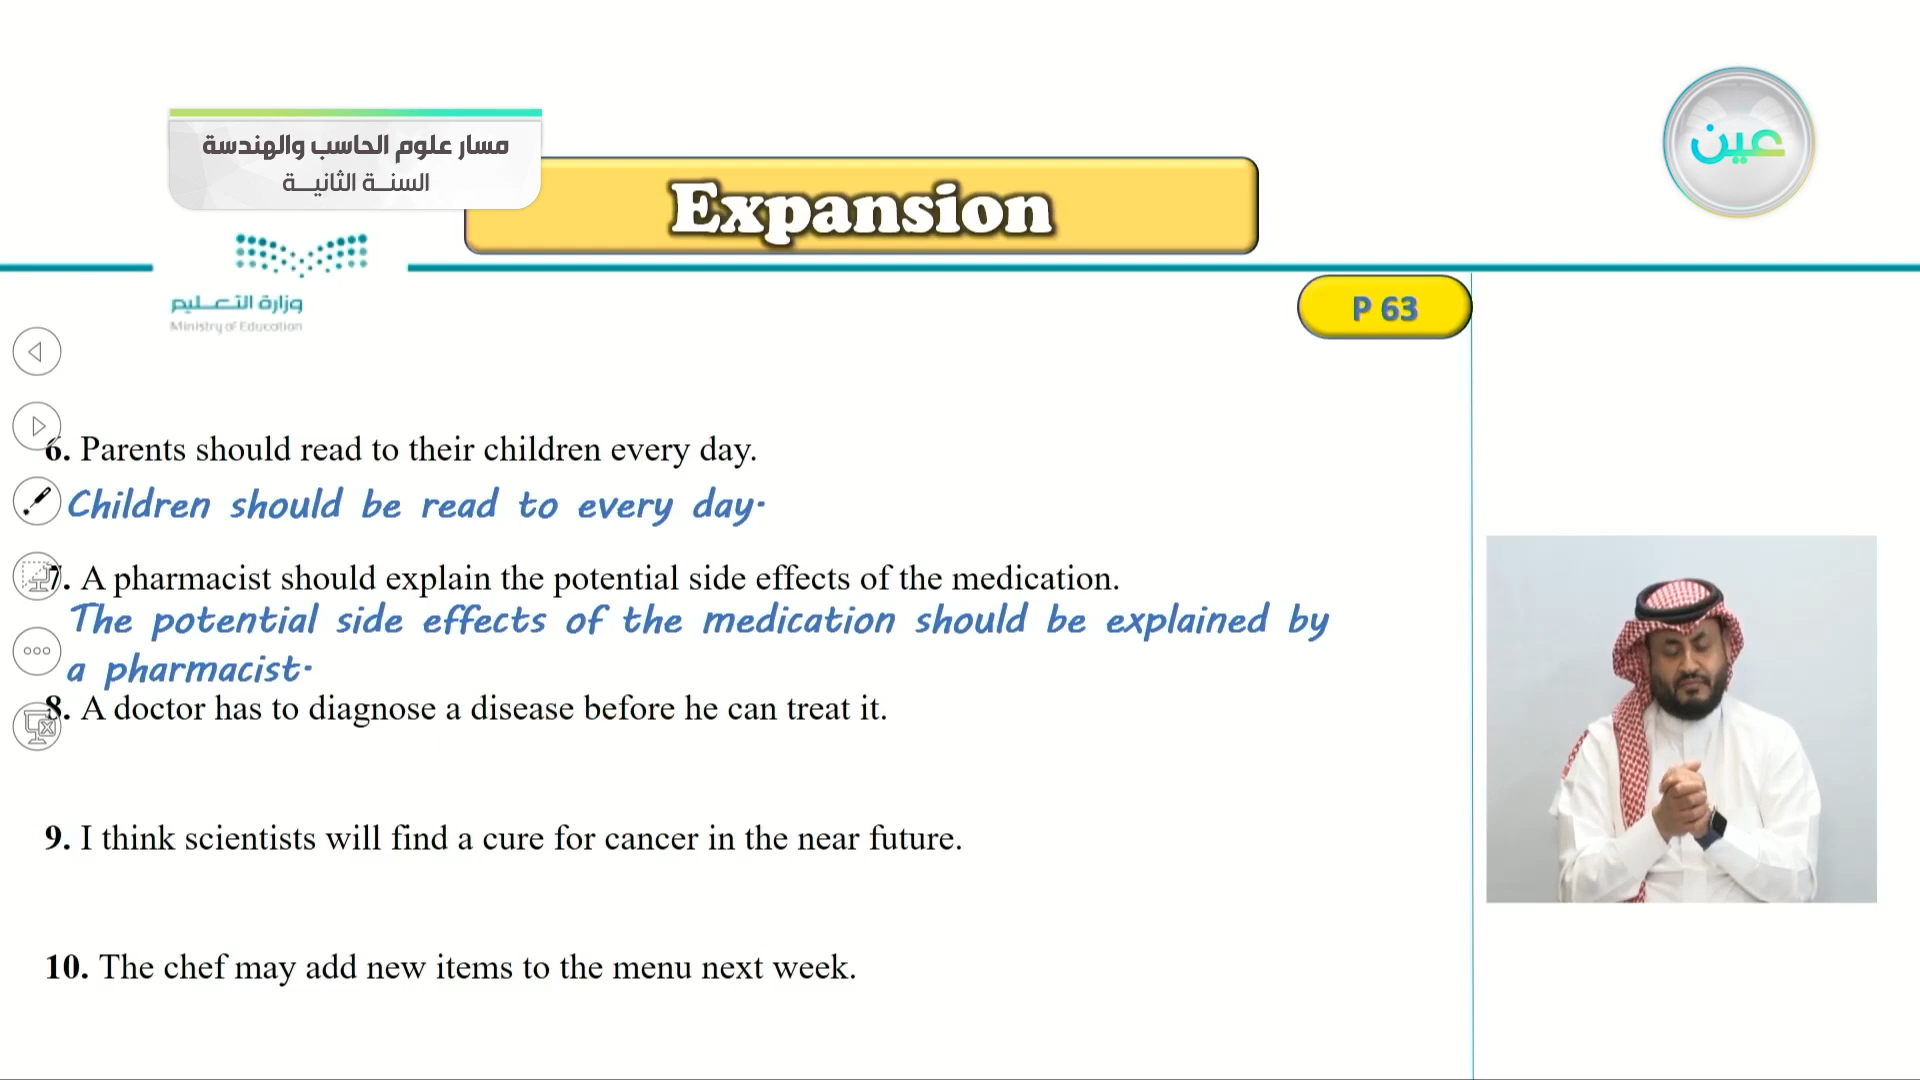 مسار علوم الحاسب والهندسة
السنة الثانية
عين
Expansion
وزارة التعليم
Ministry of Education
P 63
6. Parents should read to their children every day.
Children should be read to every day.
7. A pharmacist should explain the potential side effects of the medication.
The potential side effects of the medication should be explained by
a pharmacist.
8. A doctor has to diagnose a disease before he can treat it.
9. I think scientists will find a cure for cancer in the near future.
10. The chef may add new items to the menu next week.